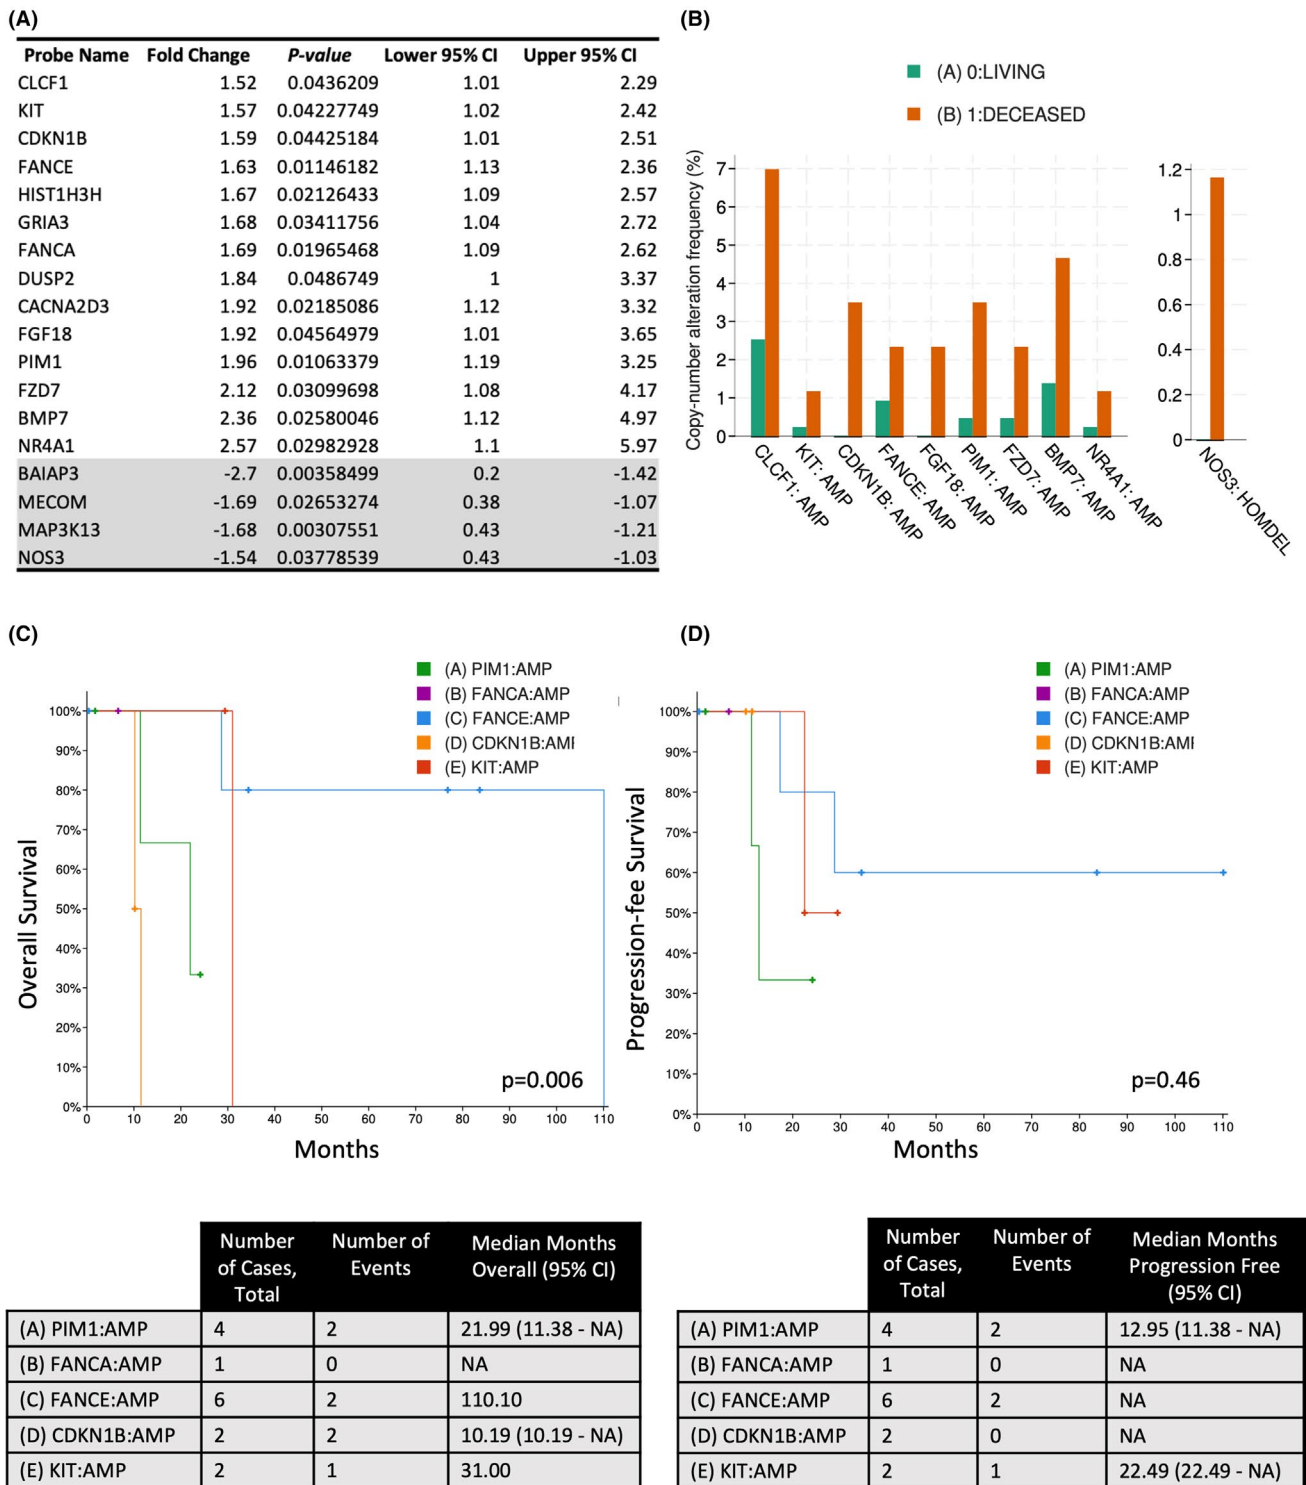 (A)
Probe Name Fold Change P-value Lower 95% CI Upper 95% CI
CLCF1 1.52 0.0436209 1.01 2.29
KIT 1.57 0.04227749 1.02 2.42
CDKN1B 1.59 0.04425184 1.01 2.51
FANCE 1.63 0.01146182 1.13 2.36
HIST1H3H 1.67 0.02126433 1.09 2.57
GRIA3 1.68 0.03411756 1.04 2.72
FANCA 1.69 0.01965468 1.09 2.62
DUSP2 1.84 0.0486749 1 3.37
CACNA2D3 1.92 0.02185086 1.12 3.32
FGF18 1.92 0.04564979 1.01 3.65
PIM1 1.96 0.01063379 1.19 3.25
FZD7 2.12 0.03099698 1.08 4.17
BMP7 2.36 0.02580046 1.12 4.97
NR4A1 2.57 0.02982928 1.1 5.97
BAIAP3 -2.7 0.00358499 0.2 -1.42
MECOM -1.69 0.02653274 0.38 -1.07
MAP3K13 -1.68 0.00307551 0.43 -1.21
NOS3 -1.54 0.03778539 0.43 -1.03
(B)
(A) 0:LIVING
(B) 1:DECEASED
Copy-number alteration frequency (%)
7
6
5
4
3
2
1
0
CLCF1: AMP
KIT: AMP
CDKN1B: AMP
FANCE: AMP
FGF18: AMP
PIM1: AMP
FZD7: AMP
BMP7: AMP
NR4A1: AMP
1.2
1
0.8
0.6
0.4
0.2
0
NOS3: HOMDEL
(C)
(A) PIM1:AMP
(B) FANCA:AMP
(C) FANCE:AMP
(D) CDKN1B:AMI
(E) KIT:AMP
Overall Survival
100%
90%
80%
70%
60%
50%
40%
30%
20%
10%
0%
p=0.006
0 10 20 30 40 50 60 70 80 90 100 110
Months
(D)
(A) PIM1:AMP
(B) FANCA:AMP
(C) FANCE:AMP
(D) CDKN1B:AMI
(E) KIT:AMP
Progression-fee Survival
100%
90%
80%
70%
60%
50%
40%
30%
20%
10%
0%
p=0.46
0 10 20 30 40 50 60 70 80 90 100 110
Months
Number of Cases, Total Number of Events Median Months Overall (95% CI)
(A) PIM1:AMP 4 2 21.99 (11.38 - NA)
(B) FANCA:AMP 1 0 NA
(C) FANCE:AMP 6 2 110.10
(D) CDKN1B:AMP 2 2 10.19 (10.19 - NA)
(E) KIT:AMP 2 1 31.00
Number of Cases, Total Number of Events Median Months Progression Free (95% CI)
(A) PIM1:AMP 4 2 12.95 (11.38 - NA)
(B) FANCA:AMP 1 0 NA
(C) FANCE:AMP 6 2 NA
(D) CDKN1B:AMP 2 0 NA
(E) KIT:AMP 2 1 22.49 (22.49 - NA)